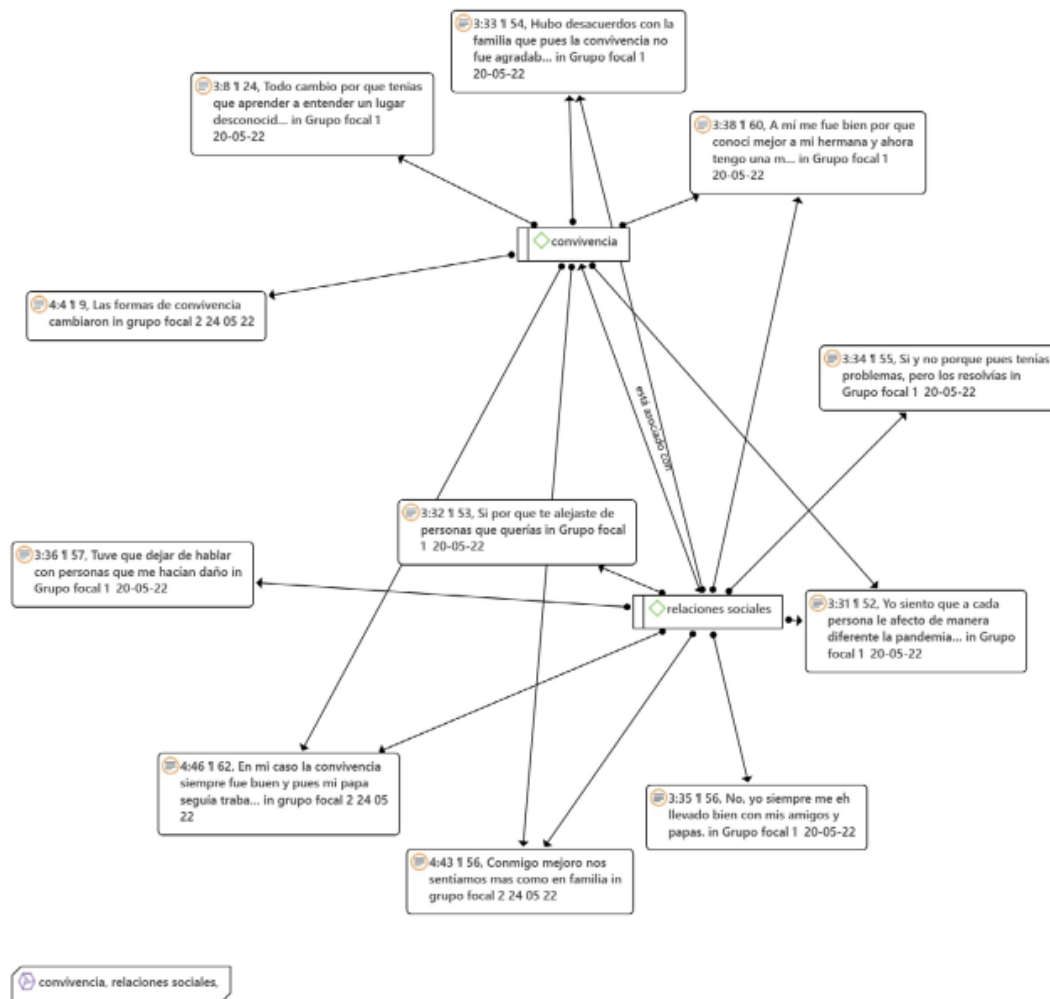 3:33 ¶ 54, Hubo desacuerdos con la
familia que pues la convivencia no
fue agradab... in Grupo focal 1
20-05-22
3:8 ¶ 24, Todo cambio por que tenias
que aprender a entender un lugar
desconocid... in Grupo focal 1
20-05-22
3:38 ¶ 60, A mí me fue bien por que
conocí mejor a mi hermana y ahora
tengo una m... in Grupo focal 1
20-05-22
convivencia
4:4 ¶ 9, Las formas de convivencia
cambiaron in grupo focal 2 24 05 22
3:34 ¶ 55, Si y no porque pues tenías
problemas, pero los resolvías in
Grupo focal 1 20-05-22
está asociado con
3:32 ¶ 53, Si por que te alejaste de
personas que querías in Grupo focal
1 20-05-22
3:36 ¶ 57, Tuve que dejar de hablar
con personas que me hacían daño in
Grupo focal 1 20-05-22
relaciones sociales
3:31 ¶ 52, Yo siento que a cada
persona le afecto de manera
diferente la pandemia... in Grupo
focal 1 20-05-22
4:46 ¶ 62, En mi caso la convivencia
siempre fue buen y pues mi papa
seguía traba... in grupo focal 2 24 05
22
3:35 ¶ 56, No, yo siempre me eh
llevado bien con mis amigos y
papas. in Grupo focal 1 20-05-22
4:43 ¶ 56, Conmigo mejoro nos
sentíamos mas como en familia in
grupo focal 2 24 05 22
convivencia, relaciones sociales,